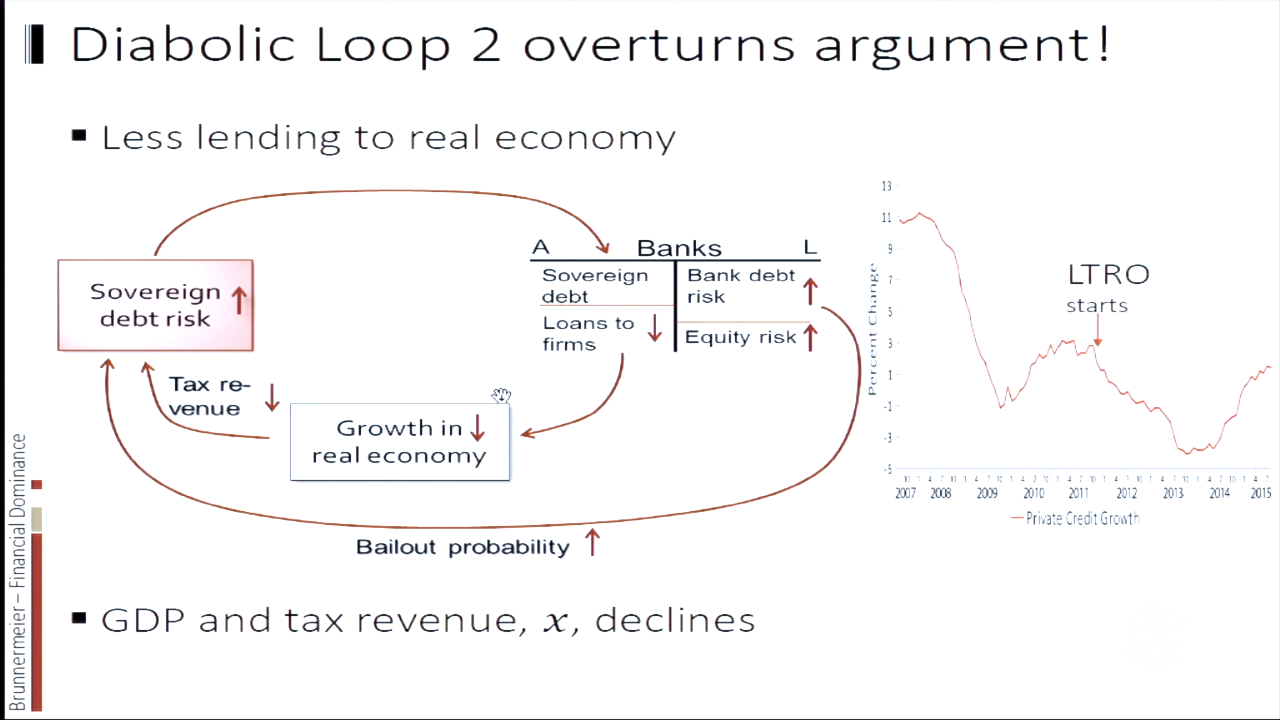 Diabolic Loop 2 overturns argument!
Less lending to real economy
Sovereign
debt risk
A Banks L
Sovereign
debt
Bank debt
risk
Loans to
firms
Equity risk
Tax re-
venue
Growth in
real economy
Bailout probability
GDP and tax revenue, x, declines
Brunnermeier – Financial Dominance
LTRO
starts
Percent Change
13
11
9
7
5
3
1
-1
-3
-5
2007 2008 2009 2010 2011 2012 2013 2014 2015
Private Credit Growth